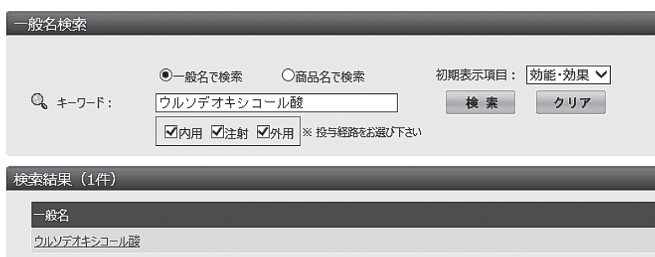 一般名検索
一般名で検索 商品名で検索 初期表示項目： 効能・効果
キーワード： ウルソデオキシコール酸 検索 クリア
内用 注射 外用 ※ 投与経路をお選び下さい
検索結果（1件）
一般名
ウルソデオキシコール酸